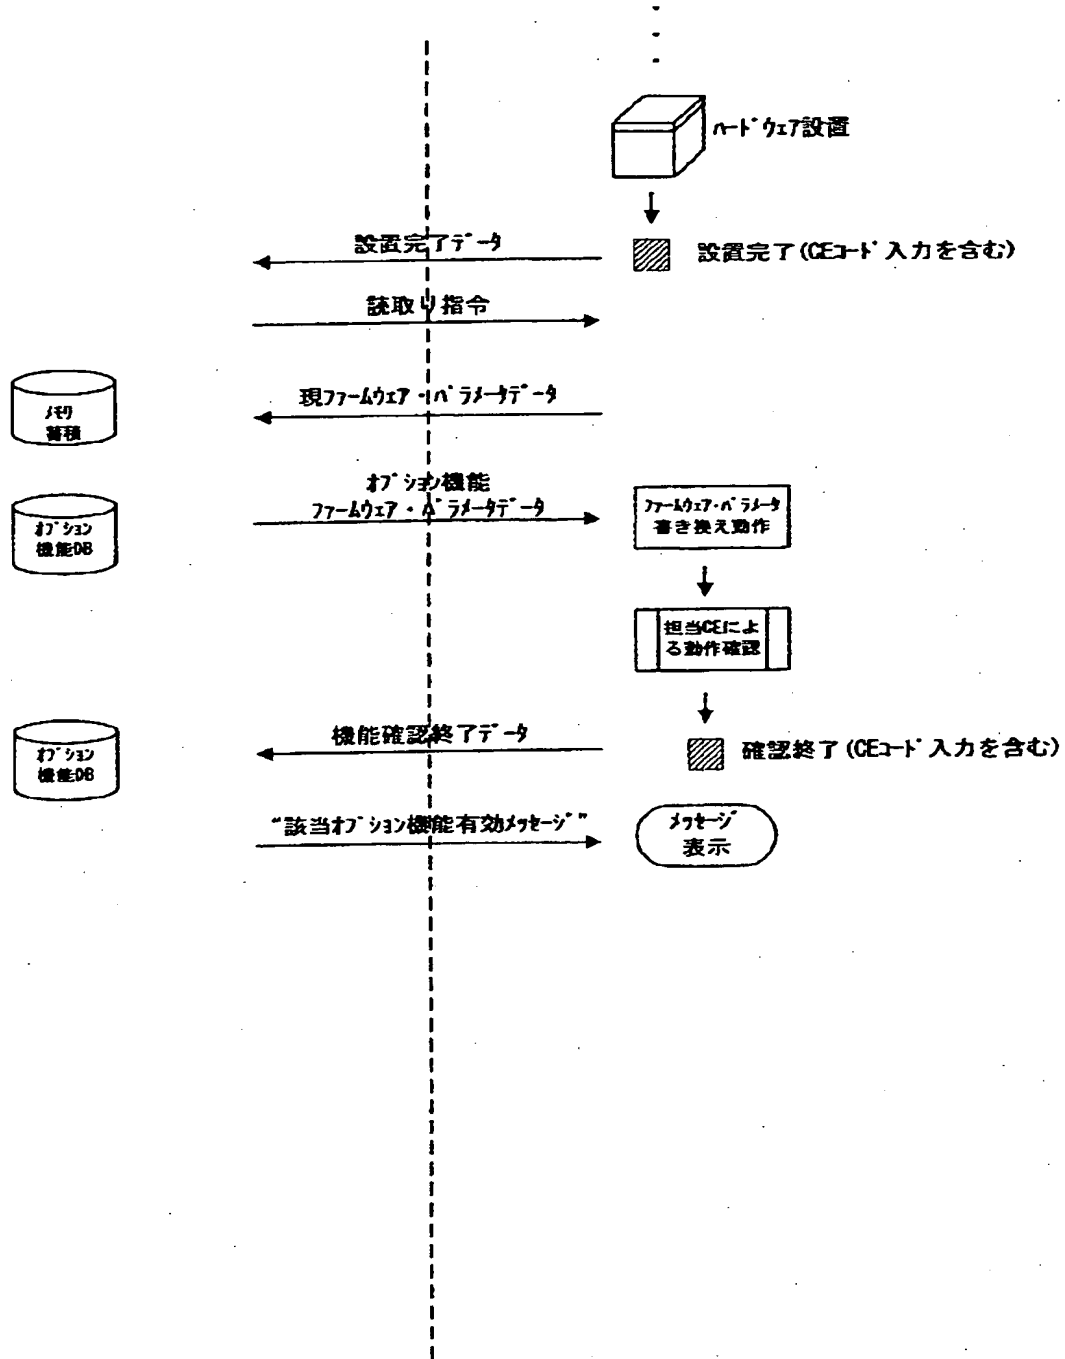 ﾊｰﾄﾞｳｪｱ設置
設置完了ﾃﾞｰﾀ
設置完了(CEｺｰﾄﾞ入力を含む)
読取り指令
ﾒﾓﾘ
蓄積
現ﾌｧｰﾑｳｪｱ・ﾊﾟﾗﾒｰﾀﾃﾞｰﾀ
ｵﾌﾟｼｮﾝ
機能DB
ｵﾌﾟｼｮﾝ機能
ﾌｧｰﾑｳｪｱ・ﾊﾟﾗﾒｰﾀﾃﾞｰﾀ
ﾌｧｰﾑｳｪｱ・ﾊﾟﾗﾒｰﾀ
書き換え動作
担当CEによ
る動作確認
ｵﾌﾟｼｮﾝ
機能DB
機能確認終了ﾃﾞｰﾀ
確認終了(CEｺｰﾄﾞ入力を含む)
“該当ｵﾌﾟｼｮﾝ機能有効ﾒｯｾｰｼﾞ”
ﾒｯｾｰｼﾞ
表示